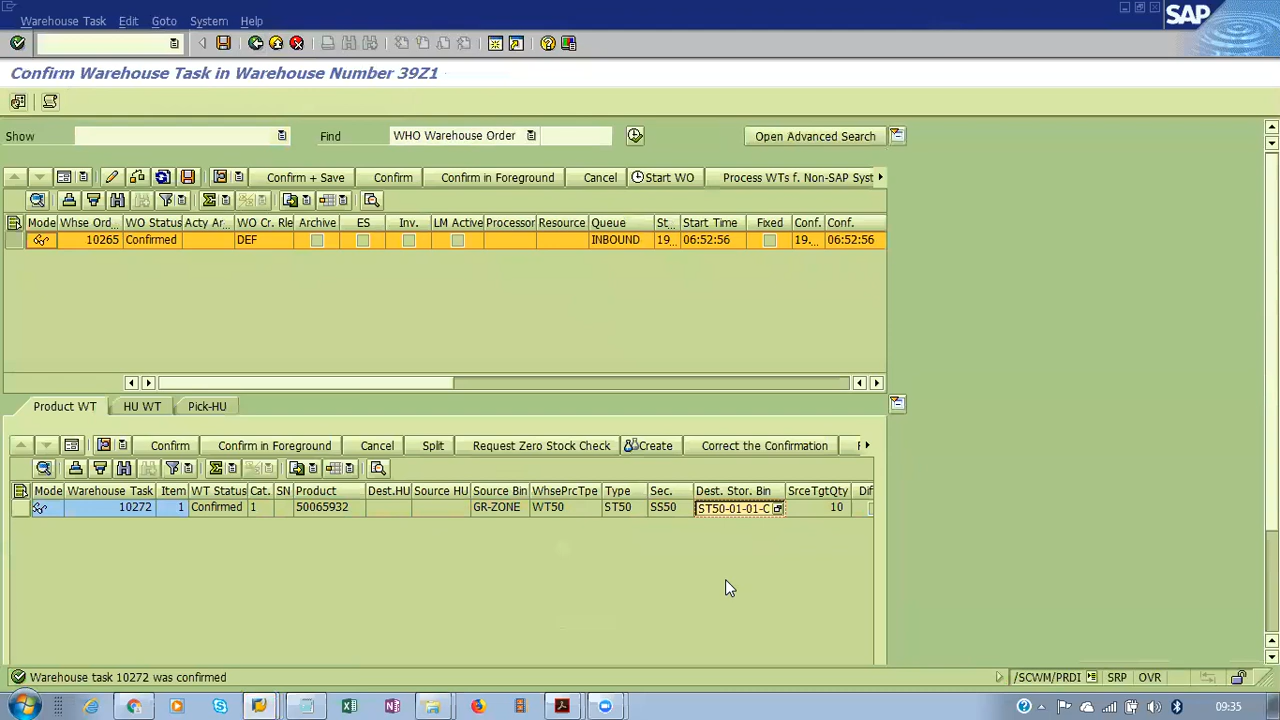 Warehouse Task Edit Goto System Help
SAP
Confirm Warehouse Task in Warehouse Number 39Z1
Show Find WHO Warehouse Order Open Advanced Search
Confirm + Save Confirm Confirm in Foreground Cancel Start WO Process WTs f. Non-SAP Syst
Mode Whse Ord... WO Status Acty Ar... WO Cr. Rle Archive ES Inv. LM Active Processor Resource Queue St... Start Time Fixed Conf. Conf.
10265 Confirmed DEF INBOUND 19... 06:52:56 19.... 06:52:56
Product WT HU WT Pick-HU
Confirm Confirm in Foreground Cancel Split Request Zero Stock Check Create Correct the Confirmation
Mode Warehouse Task Item WT Status Cat. SN Product Dest.HU Source HU Source Bin WhsePrcTpe Type Sec. Dest. Stor. Bin SrceTgtQty Dif
10272 1 Confirmed 1 50065932 GR-ZONE WT50 ST50 SS50 ST50-01-01-C 10
Warehouse task 10272 was confirmed /SCWM/PRDI SRP OVR
09:35